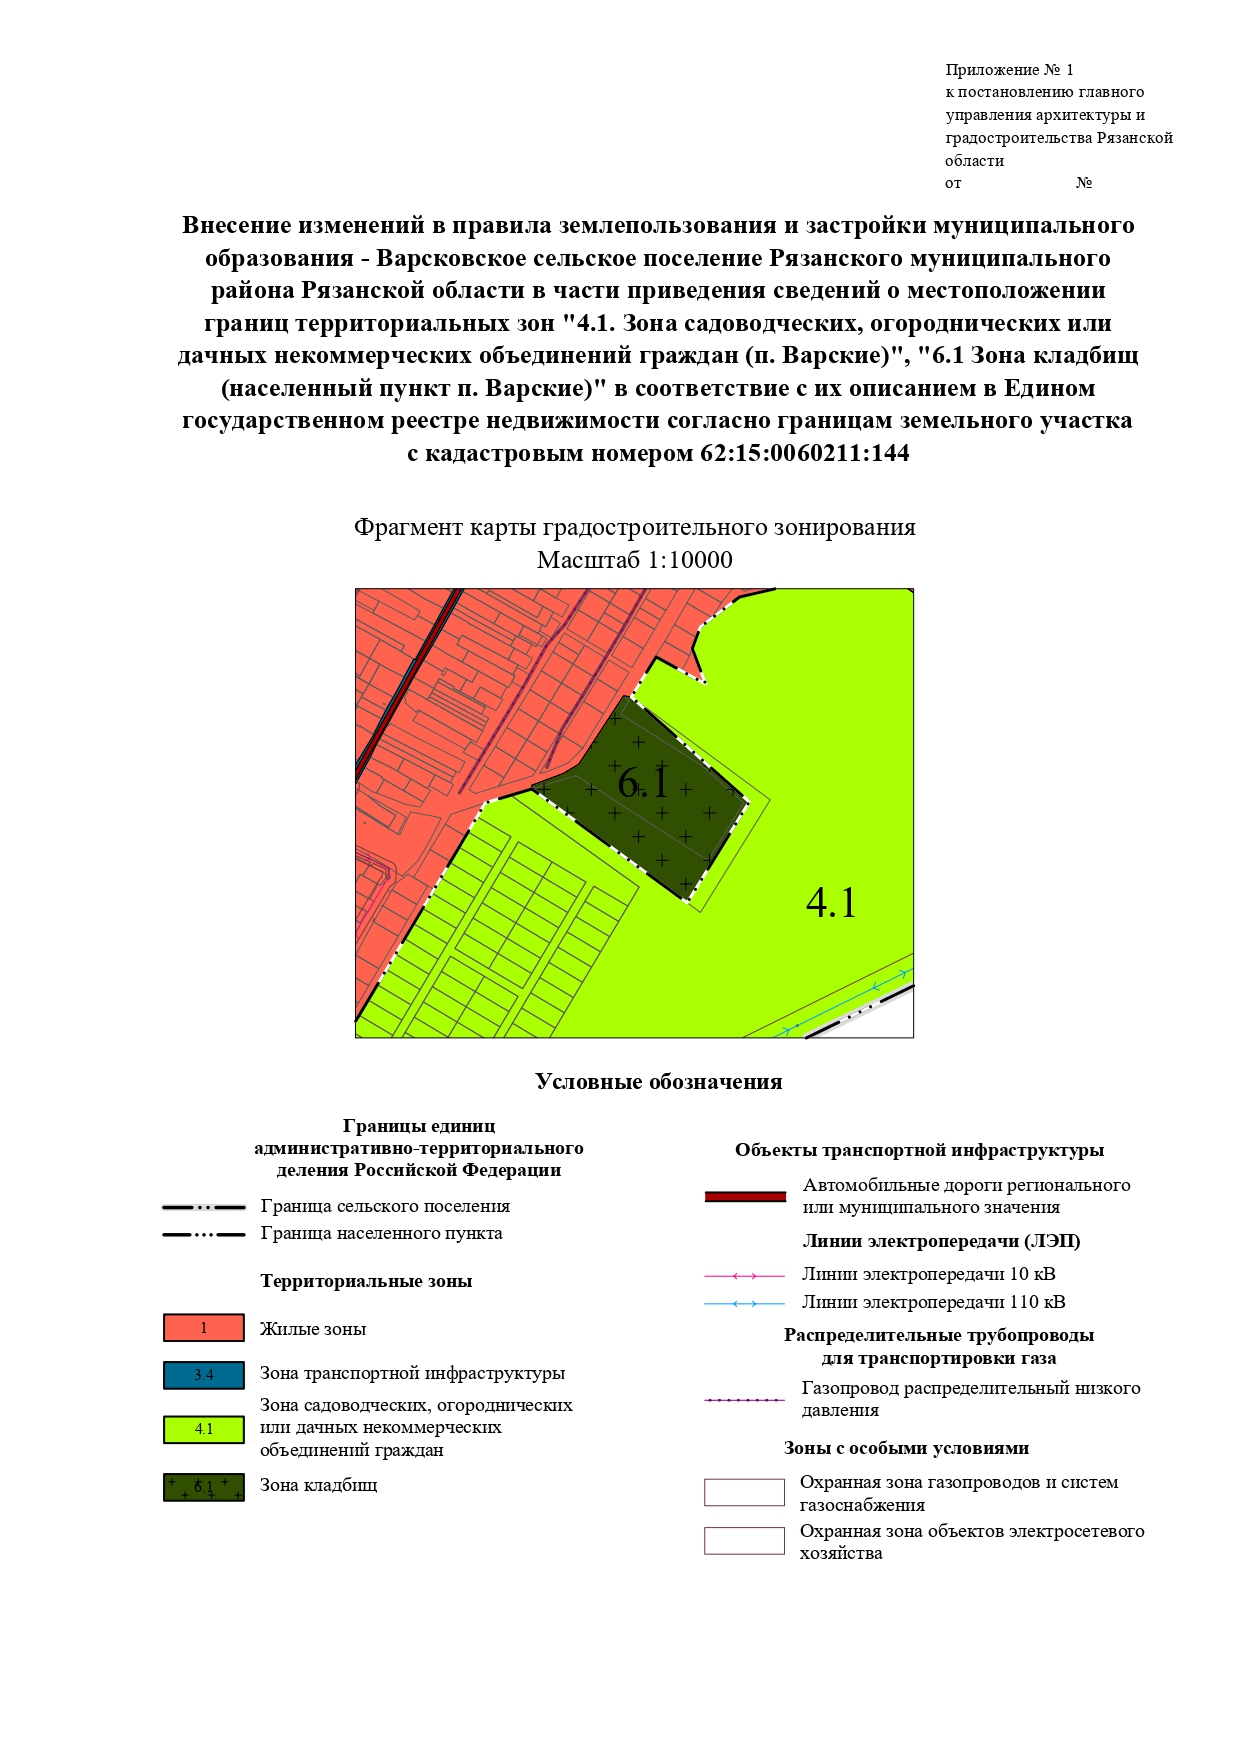 Приложение № 1
к постановлению главного
управления архитектуры и
градостроительства Рязанской
области
от №
Внесение изменений в правила землепользования и застройки муниципального
образования - Варсковское сельское поселение Рязанского муниципального
района Рязанской области в части приведения сведений о местоположении
границ территориальных зон "4.1. Зона садоводческих, огороднических или
дачных некоммерческих объединений граждан (п. Варские)", "6.1 Зона кладбищ
(населенный пункт п. Варские)" в соответствие с их описанием в Едином
государственном реестре недвижимости согласно границам земельного участка
с кадастровым номером 62:15:0060211:144
Фрагмент карты градостроительного зонирования
Масштаб 1:10000
6.1
4.1
Условные обозначения
Границы единиц
административно-территориального
деления Российской Федерации
Граница сельского поселения
Граница населенного пункта
Территориальные зоны
1
Жилые зоны
3.4
Зона транспортной инфраструктуры
4.1
Зона садоводческих, огороднических
или дачных некоммерческих
объединений граждан
6.1
Зона кладбищ
Объекты транспортной инфраструктуры
Автомобильные дороги регионального
или муниципального значения
Линии электропередачи (ЛЭП)
Линии электропередачи 10 кВ
Линии электропередачи 110 кВ
Распределительные трубопроводы
для транспортировки газа
Газопровод распределительный низкого
давления
Зоны с особыми условиями
Охранная зона газопроводов и систем
газоснабжения
Охранная зона объектов электросетевого
хозяйства